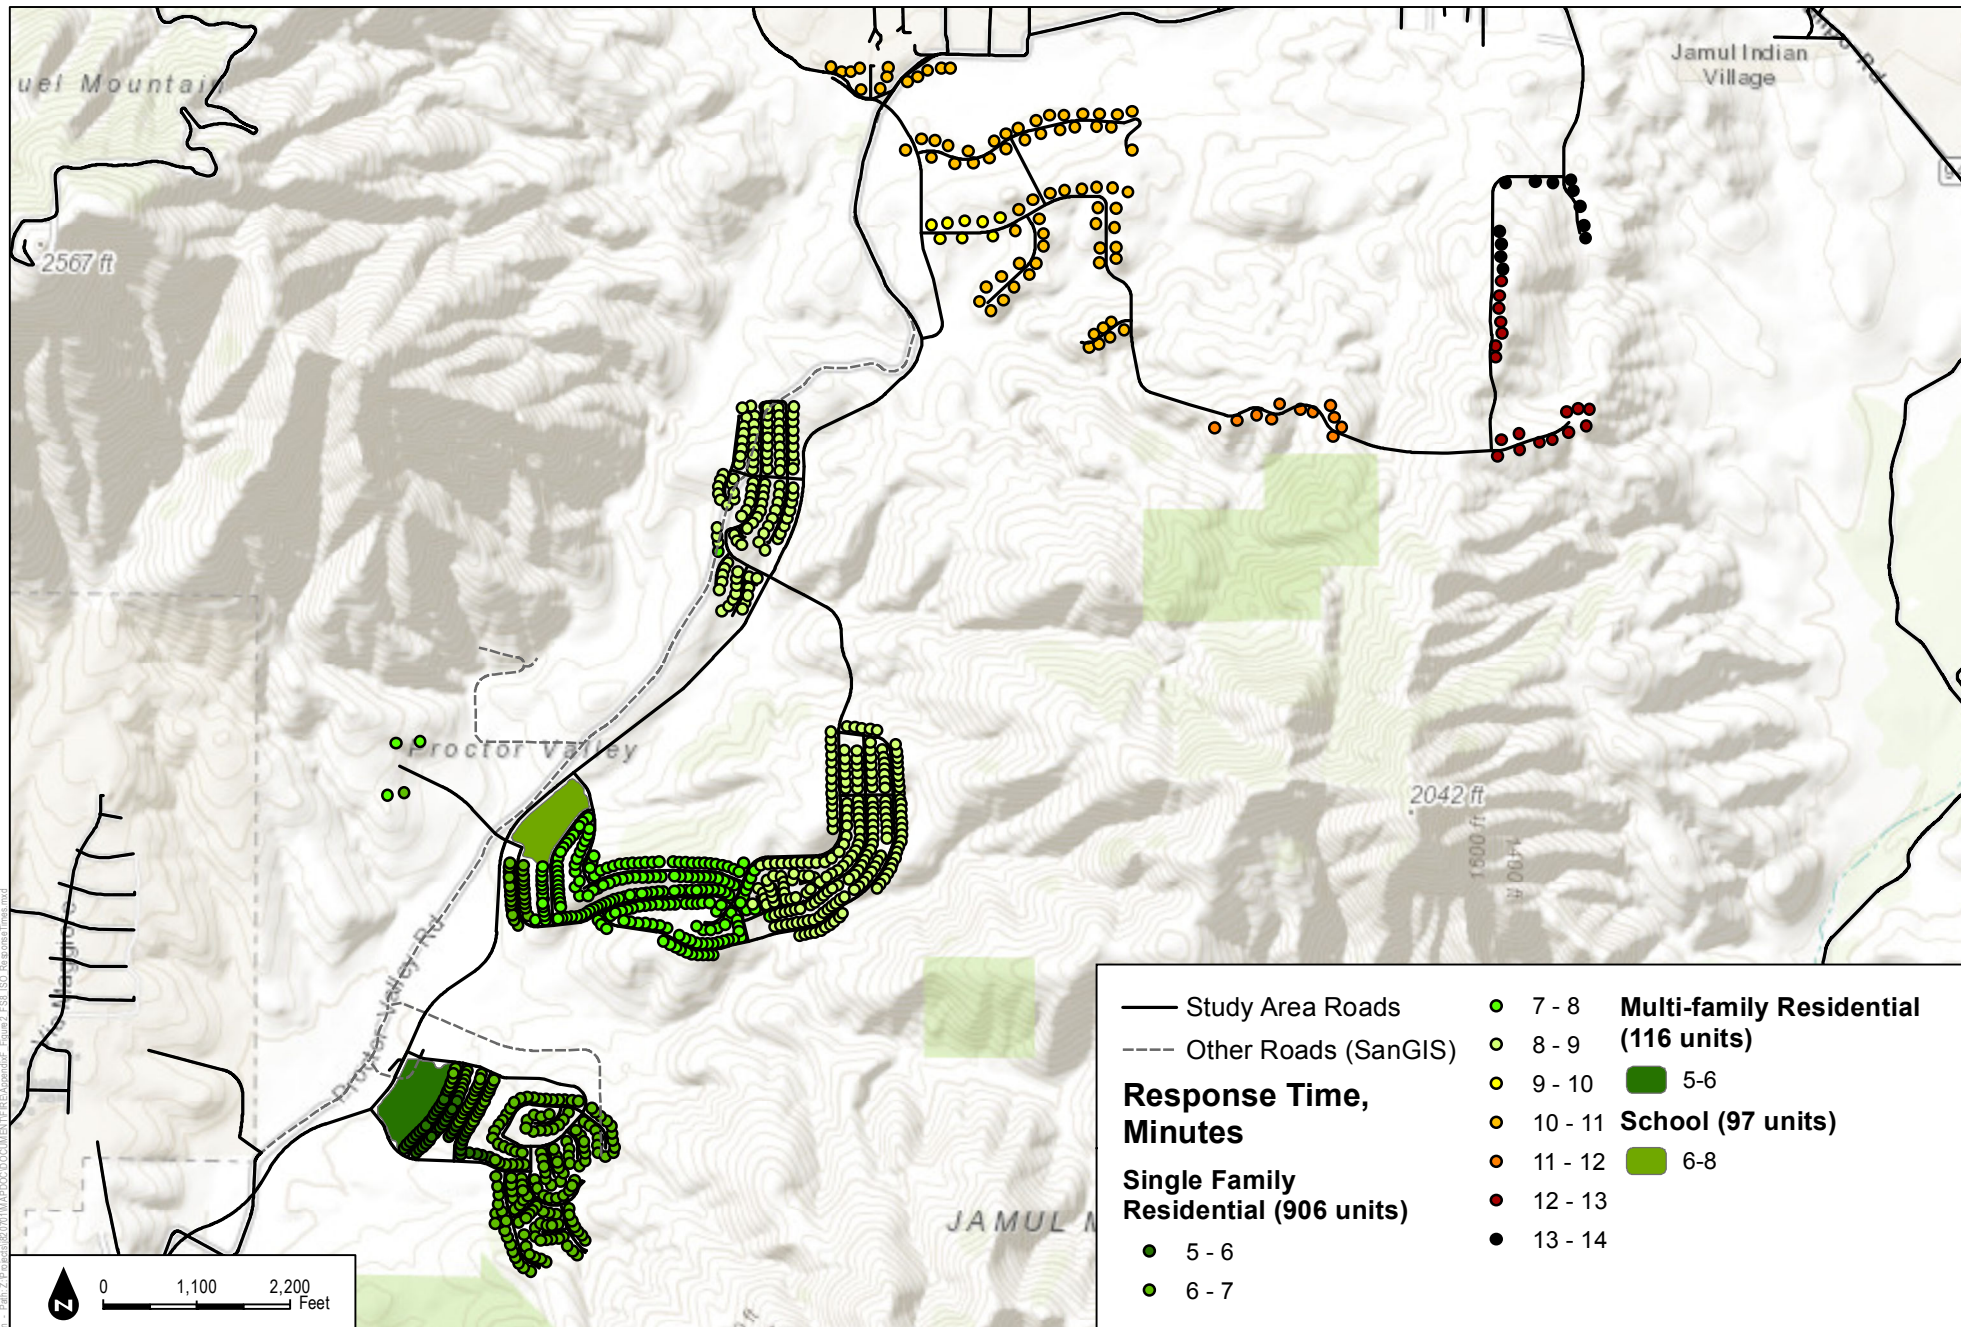 Jamul Indian
Village
uel Mountain
2567 ft
Proctor Valley
2042 ft
1600 ft
1400 ft
Proctor Valley Rd
JAMUL M
Study Area Roads
Other Roads (SanGIS)
Response Time,
Minutes
Single Family
Residential (906 units)
5 - 6
6 - 7
7 - 8
8 - 9
9 - 10
10 - 11
11 - 12
12 - 13
13 - 14
Multi-family Residential
(116 units)
5-6
School (97 units)
6-8
Z
0 1,100 2,200
Feet